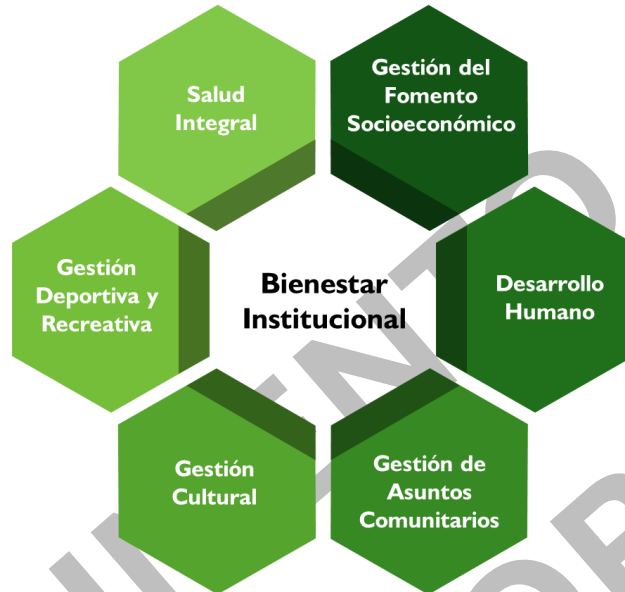 Salud
Integral
Gestión del
Fomento
Socioeconómico
Gestión
Deportiva y
Recreativa
Bienestar
Institucional
Desarrollo
Humano
Gestión
Cultural
Gestión de
Asuntos
Comunitarios